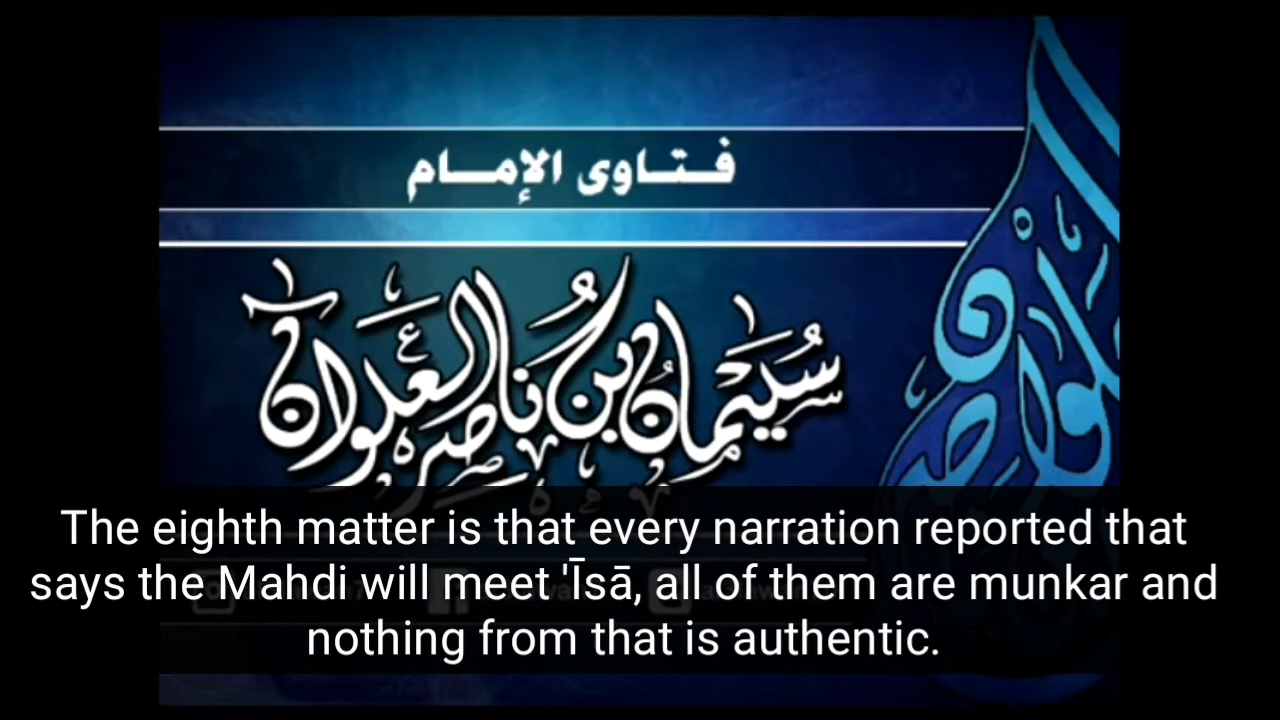 فتاوى الإمام
سليمان بن ناصر العلوان
The eighth matter is that every narration reported that
says the Mahdi will meet 'Īsā, all of them are munkar and
nothing from that is authentic.